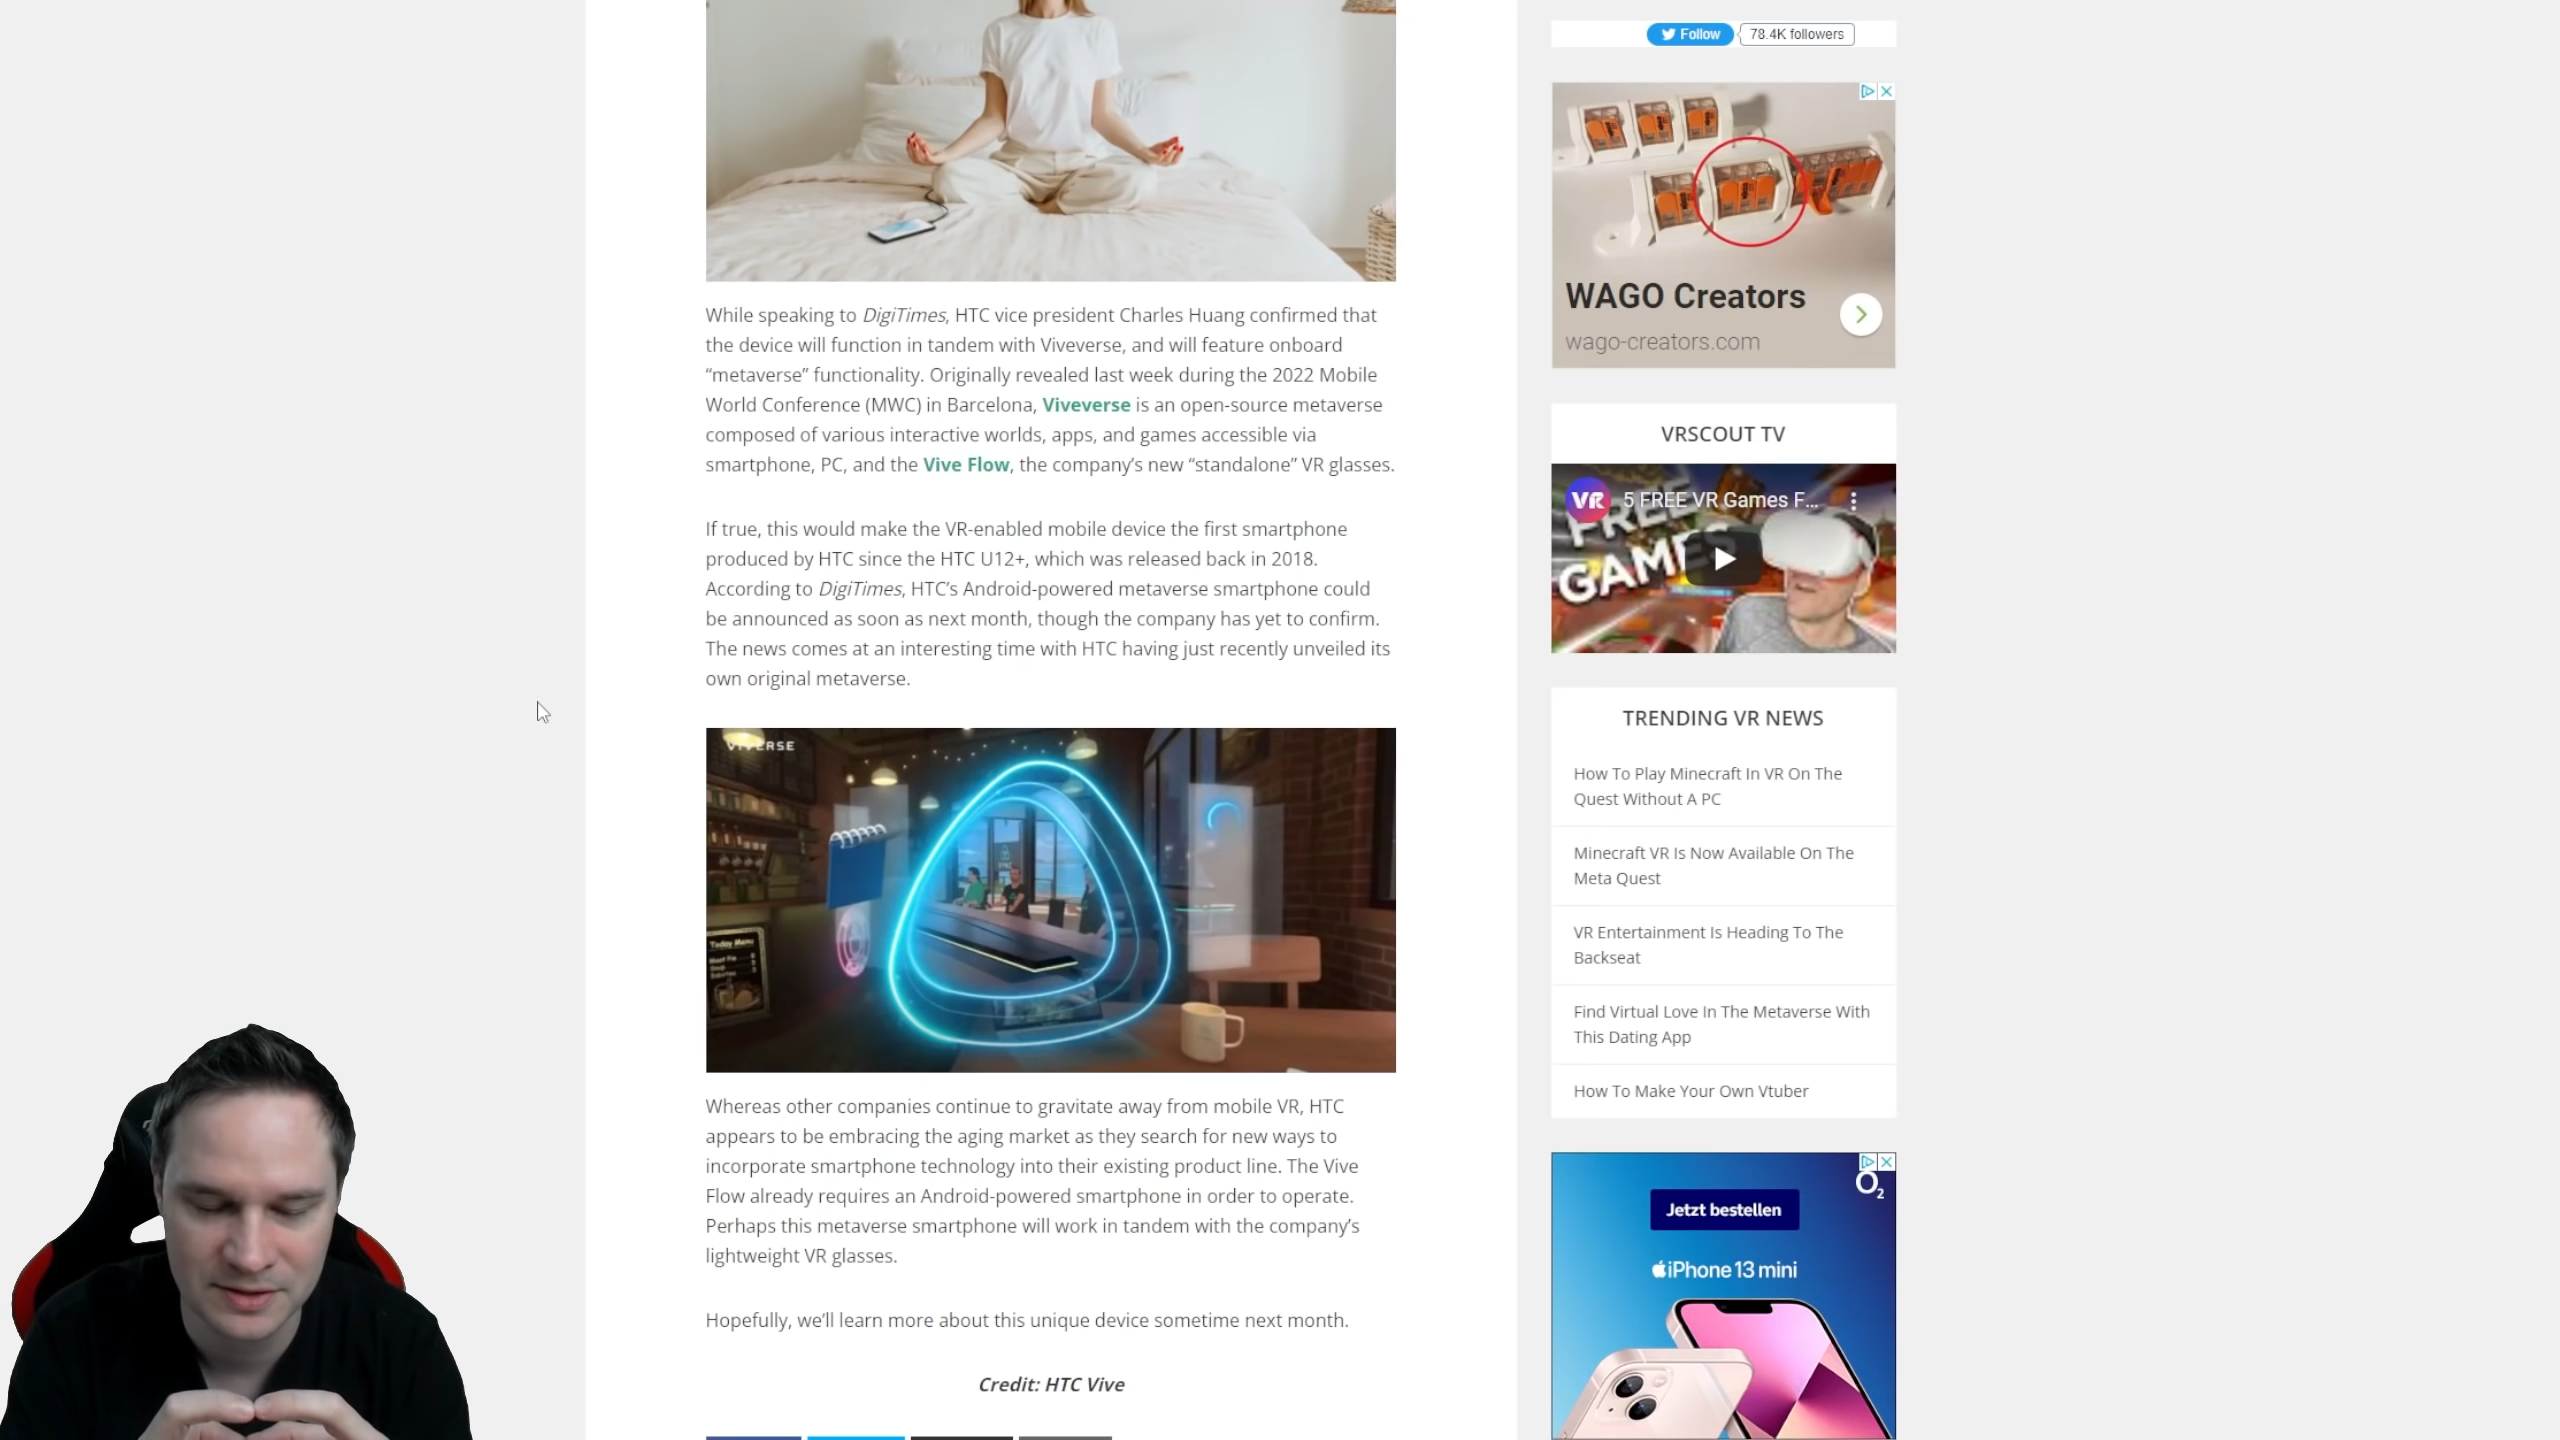 Follow
78.4K followers
While speaking to DigiTimes, HTC vice president Charles Huang confirmed that
the device will function in tandem with Viveverse, and will feature onboard
“metaverse” functionality. Originally revealed last week during the 2022 Mobile
World Conference (MWC) in Barcelona, Viveverse is an open-source metaverse
composed of various interactive worlds, apps, and games accessible via
smartphone, PC, and the Vive Flow, the company’s new “standalone” VR glasses.
If true, this would make the VR-enabled mobile device the first smartphone
produced by HTC since the HTC U12+, which was released back in 2018.
According to DigiTimes, HTC’s Android-powered metaverse smartphone could
be announced as soon as next month, though the company has yet to confirm.
The news comes at an interesting time with HTC having just recently unveiled its
own original metaverse.
VIVERSE
Today Menu
Whereas other companies continue to gravitate away from mobile VR, HTC
appears to be embracing the aging market as they search for new ways to
incorporate smartphone technology into their existing product line. The Vive
Flow already requires an Android-powered smartphone in order to operate.
Perhaps this metaverse smartphone will work in tandem with the company’s
lightweight VR glasses.
Hopefully, we’ll learn more about this unique device sometime next month.
Credit: HTC Vive
WAGO Creators
wago-creators.com
VRSCOUT TV
VR
5 FREE VR Games F...
FREE
GAMES
TRENDING VR NEWS
How To Play Minecraft In VR On The
Quest Without A PC
Minecraft VR Is Now Available On The
Meta Quest
VR Entertainment Is Heading To The
Backseat
Find Virtual Love In The Metaverse With
This Dating App
How To Make Your Own Vtuber
O2
Jetzt bestellen
iPhone 13 mini